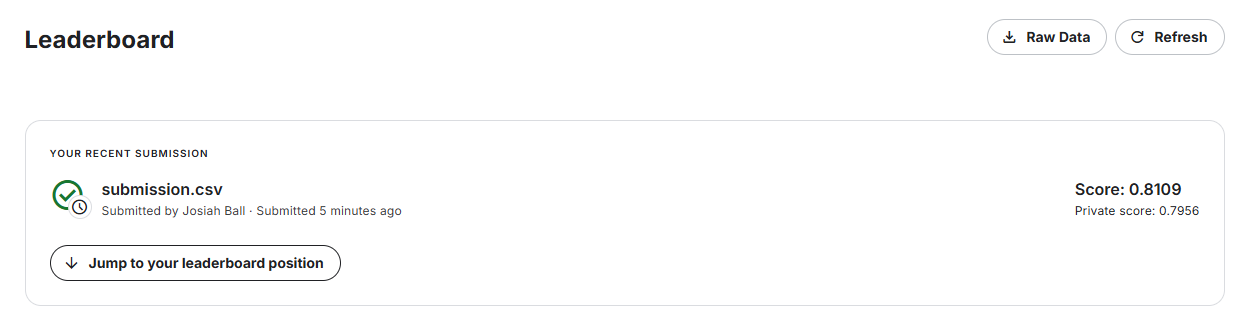 Leaderboard
Raw Data
Refresh
YOUR RECENT SUBMISSION
submission.csv
Score: 0.8109
Submitted by Josiah Ball · Submitted 5 minutes ago
Private score: 0.7956
Jump to your leaderboard position